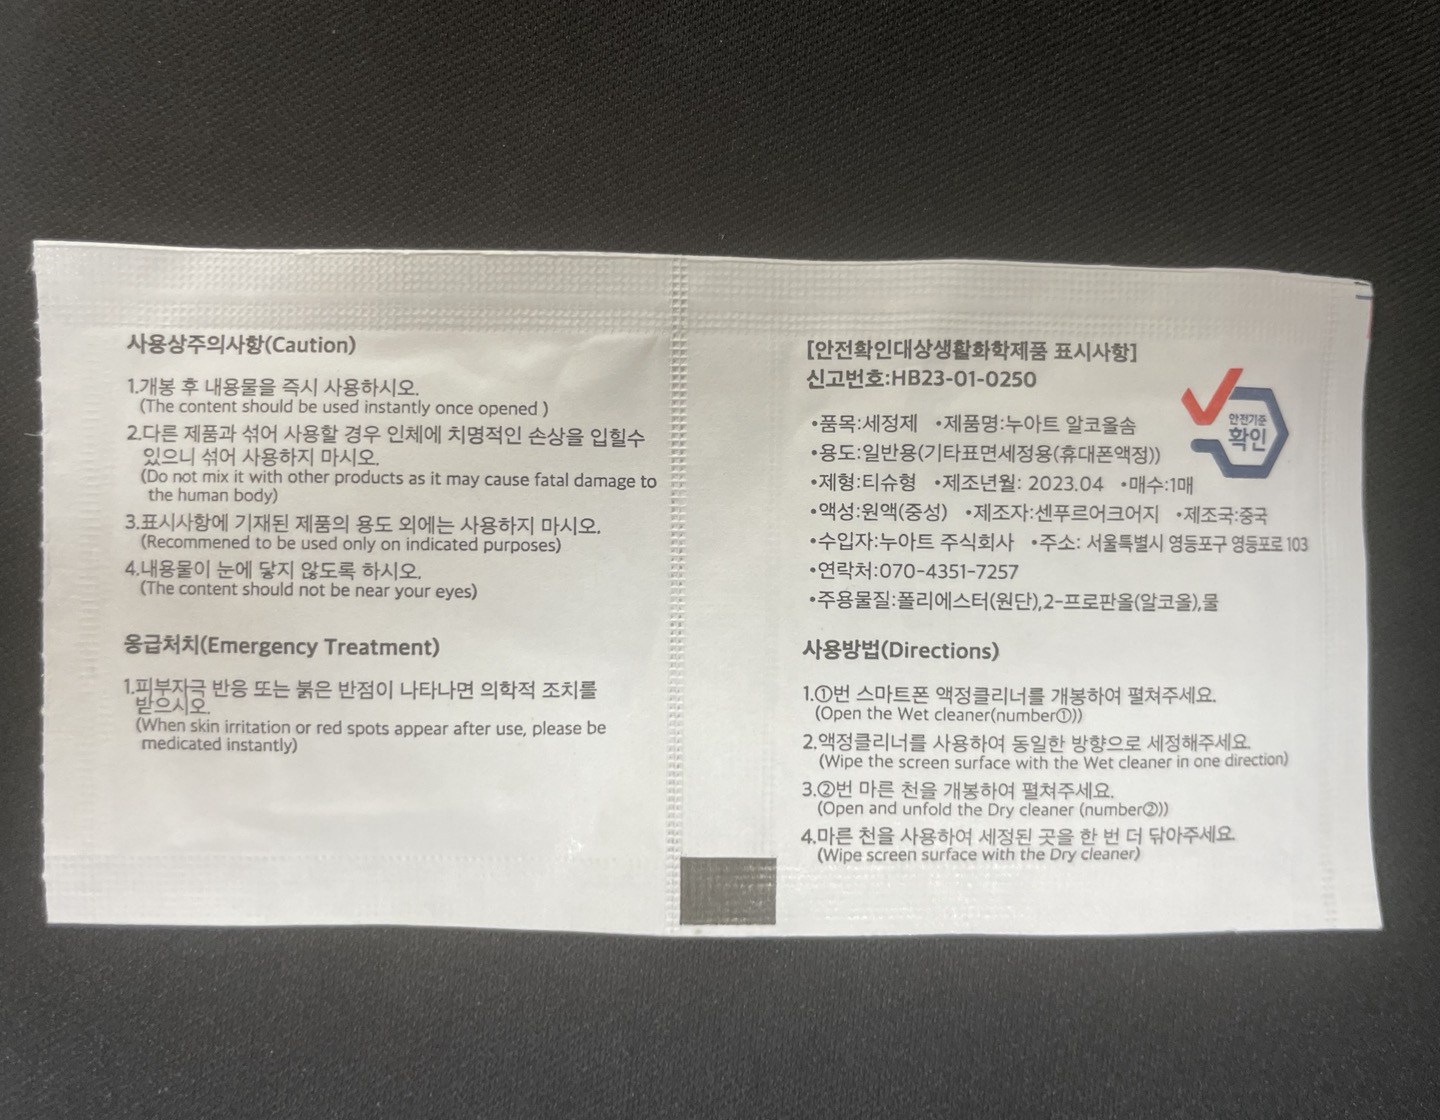 사용상주의사항(Caution)
1.개봉 후 내용물을 즉시 사용하시오.
(The content should be used instantly once opened )
2.다른 제품과 섞어 사용할 경우 인체에 치명적인 손상을 입힐수
있으니 섞어 사용하지 마시오.
(Do not mix it with other products as it may cause fatal damage to
the human body)
3.표시사항에 기재된 제품의 용도 외에는 사용하지 마시오.
(Recommened to be used only on indicated purposes)
4.내용물이 눈에 닿지 않도록 하시오.
(The content should not be near your eyes)
응급처치(Emergency Treatment)
1.피부자극 반응 또는 붉은 반점이 나타나면 의학적 조치를
받으시오.
(When skin irritation or red spots appear after use, please be
medicated instantly)
[안전확인대상생활화학제품 표시사항]
신고번호:HB23-01-0250
안전기준
확인
•품목:세정제 •제품명:누아트 알코올솜
•용도:일반용(기타표면세정용(휴대폰액정))
•제형:티슈형 •제조년월: 2023.04 •매수:1매
•액성:원액(중성) •제조자:센푸르어크어지 •제조국:중국
•수입자:누아트 주식회사 •주소: 서울특별시 영등포구 영등포로 103
•연락처:070-4351-7257
•주용물질:폴리에스터(원단),2-프로판올(알코올),물
사용방법(Directions)
1.①번 스마트폰 액정클리너를 개봉하여 펼쳐주세요.
(Open the Wet cleaner(number①))
2.액정클리너를 사용하여 동일한 방향으로 세정해주세요.
(Wipe the screen surface with the Wet cleaner in one direction)
3.②번 마른 천을 개봉하여 펼쳐주세요.
(Open and unfold the Dry cleaner (number②))
4.마른 천을 사용하여 세정된 곳을 한 번 더 닦아주세요.
(Wipe screen surface with the Dry cleaner)